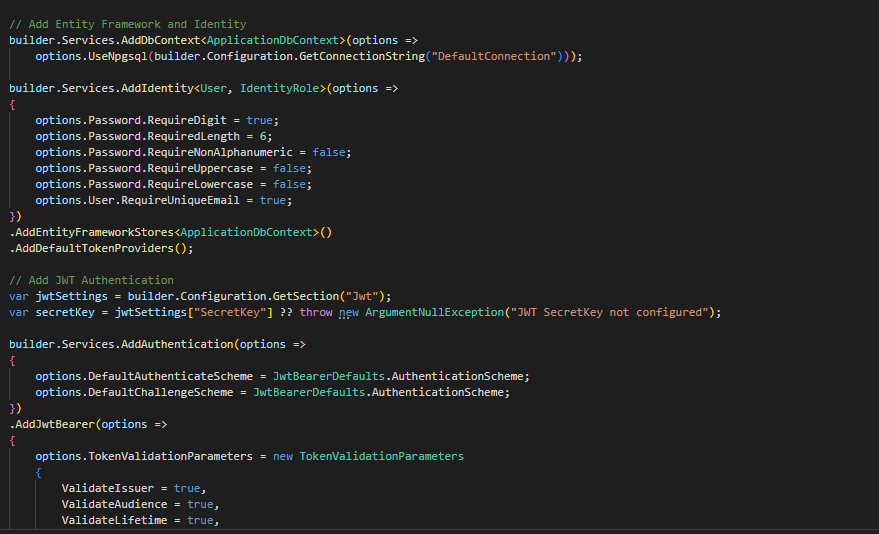 // Add Entity Framework and Identity
builder.Services.AddDbContext<ApplicationDbContext>(options =>
    options.UseNpgsql(builder.Configuration.GetConnectionString("DefaultConnection")));

builder.Services.AddIdentity<User, IdentityRole>(options =>
{
    options.Password.RequireDigit = true;
    options.Password.RequiredLength = 6;
    options.Password.RequireNonAlphanumeric = false;
    options.Password.RequireUppercase = false;
    options.Password.RequireLowercase = false;
    options.User.RequireUniqueEmail = true;
})
.AddEntityFrameworkStores<ApplicationDbContext>()
.AddDefaultTokenProviders();

// Add JWT Authentication
var jwtSettings = builder.Configuration.GetSection("Jwt");
var secretKey = jwtSettings["SecretKey"] ?? throw new ArgumentNullException("JWT SecretKey not configured");

builder.Services.AddAuthentication(options =>
{
    options.DefaultAuthenticateScheme = JwtBearerDefaults.AuthenticationScheme;
    options.DefaultChallengeScheme = JwtBearerDefaults.AuthenticationScheme;
})
.AddJwtBearer(options =>
{
    options.TokenValidationParameters = new TokenValidationParameters
    {
        ValidateIssuer = true,
        ValidateAudience = true,
        ValidateLifetime = true,